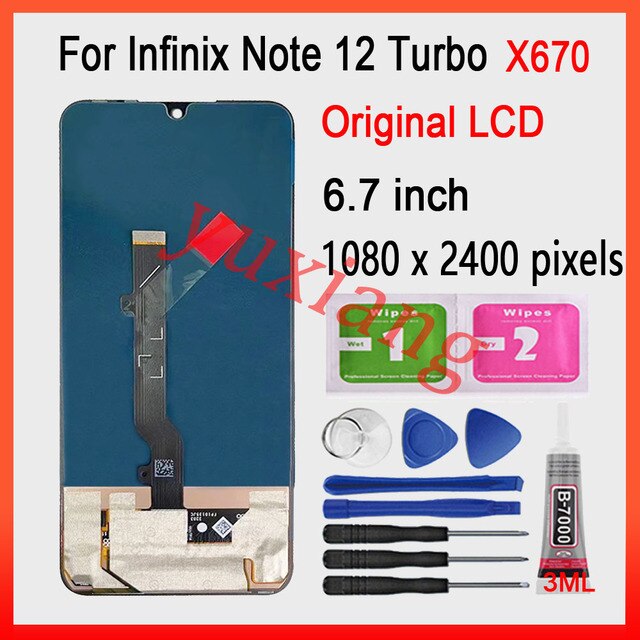 For Infinix Note 12 Turbo X670
Original LCD
6.7 inch
1080 x 2400 pixels
yuxiang
Wipes
Wipes
Wet 1
Dry 2
Professional Screen Cleaning Paper
Professional Screen Cleaning Paper
B-7000
3ML